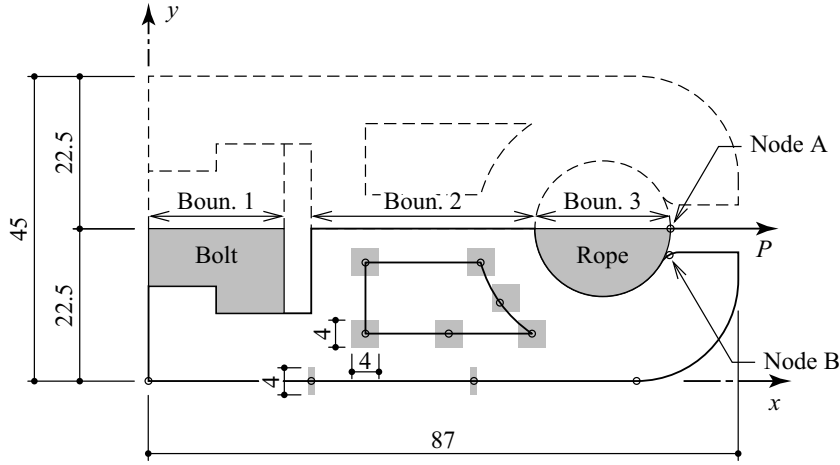 y
22.5
Node A
Boun. 1
Boun. 2
Boun. 3
45
P
Bolt
Rope
22.5
4
4
4
Node B
x
87